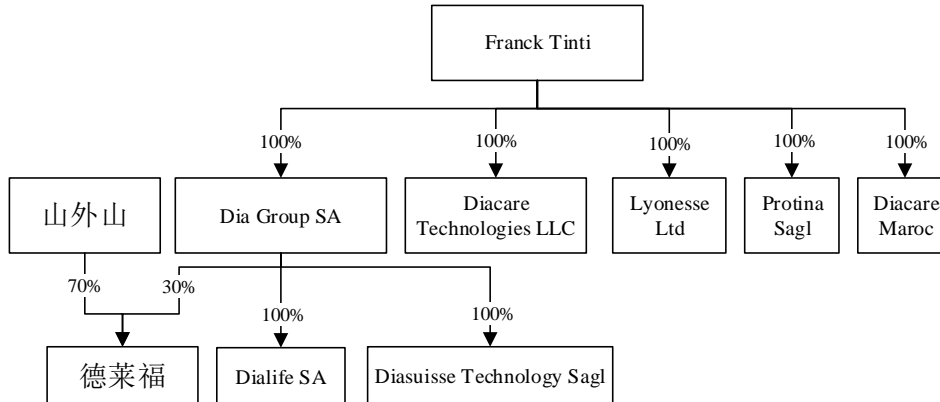 Franck Tinti
100%
100%
100%
100%
100%
山外山
Dia Group SA
Diacare
Technologies LLC
Lyonesse
Ltd
Protina
Sagl
Diacare
Maroc
70%
30%
100%
100%
德莱福
Dialife SA
Diasuisse Technology Sagl